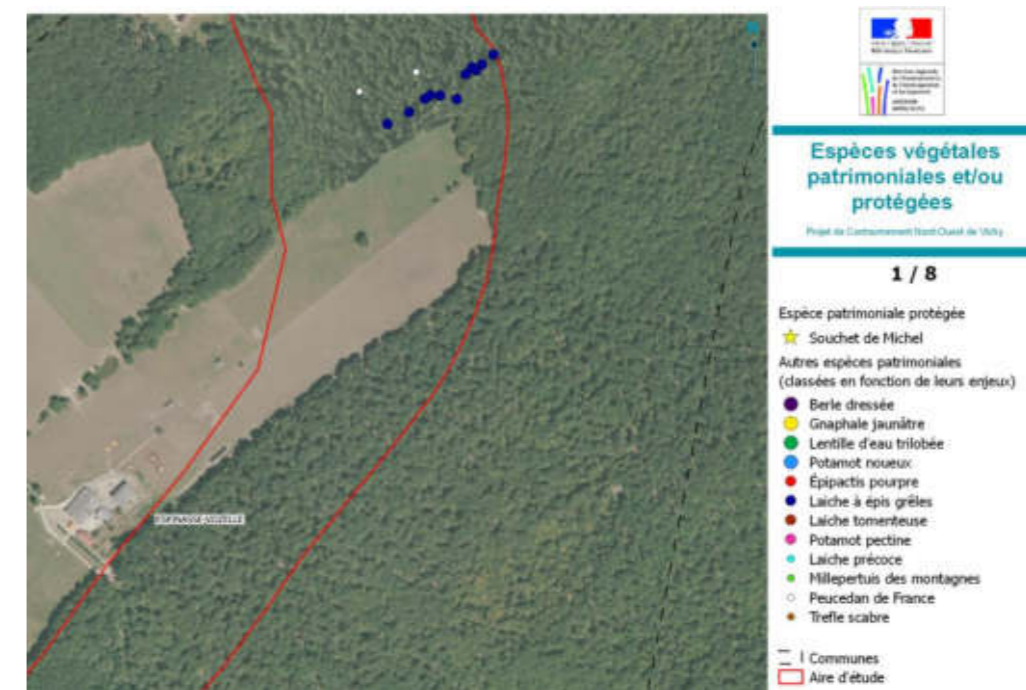 Espèces végétales
patrimoniales et/ou
protégées
Projet de Contournement Nord-Ouest de Vichy
1 / 8
Espèce patrimoniale protégée
Souchet de Michel
Autres espèces patrimoniales
(classées en fonction de leurs enjeux)
Berle dressée
Gnaphale jaunâtre
Lentille d'eau trilobée
Potamot noueux
Épipactis pourpre
Laiche à épis grêles
Laiche tomenteuse
Potamot pectine
Laiche précoce
Millepertuis des montagnes
Peucedan de France
Trefle scabre
Communes
Aire d'étude